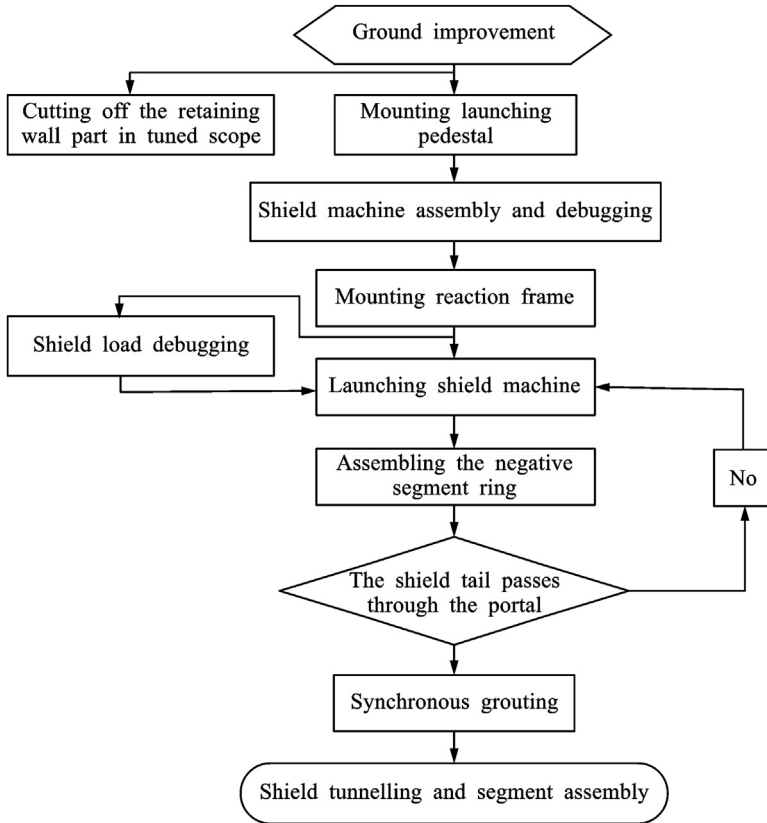 Ground improvement
Cutting off the retaining
wall part in tuned scope
Mounting launching
pedestal
Shield machine assembly and debugging
Mounting reaction frame
Shield load debugging
Launching shield machine
Assembling the negative
segment ring
No
The shield tail passes
through the portal
Synchronous grouting
Shield tunnelling and segment assembly